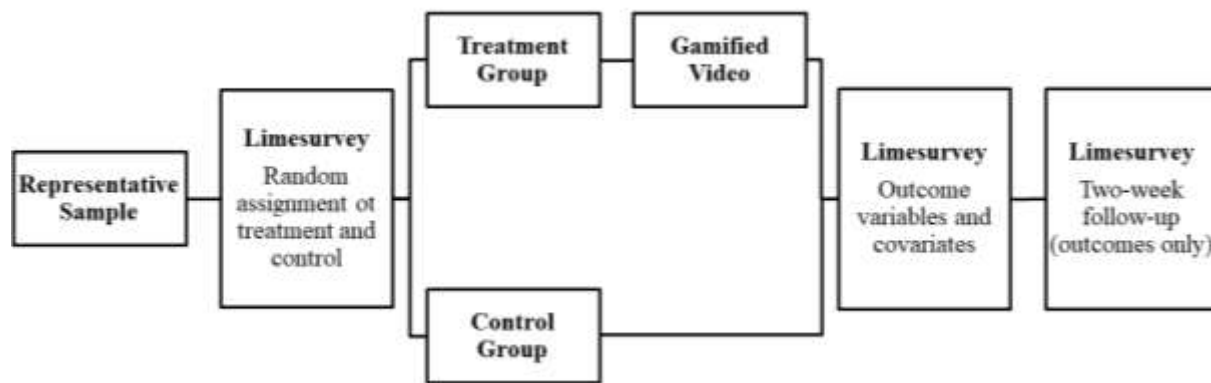 Representative
Sample
Limesurvey
Random
assignment ot
treatment and
control
Treatment
Group
Gamified
Video
Control
Group
Limesurvey
Outcome
variables and
covariates
Limesurvey
Two-week
follow-up
(outcomes only)